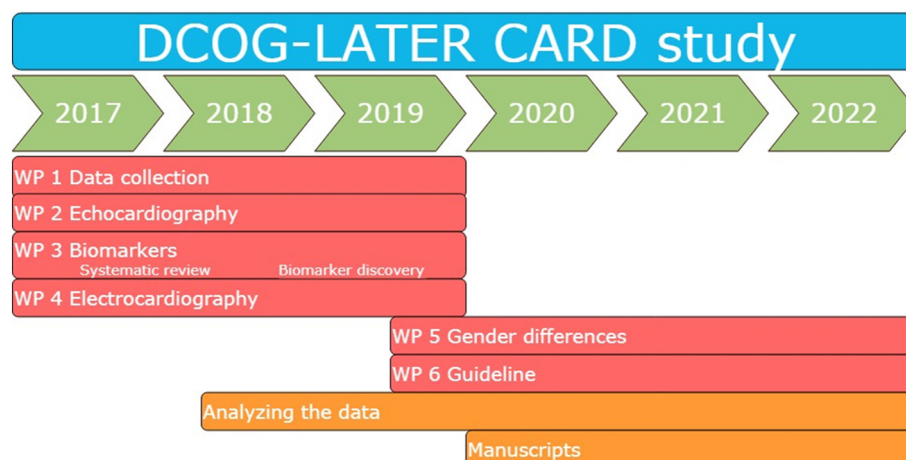 DCOG-LATER CARD study
2017 2018 2019 2020 2021 2022
WP 1 Data collection
WP 2 Echocardiography
WP 3 Biomarkers
Systematic review Biomarker discovery
WP 4 Electrocardiography
WP 5 Gender differences
WP 6 Guideline
Analyzing the data
Manuscripts